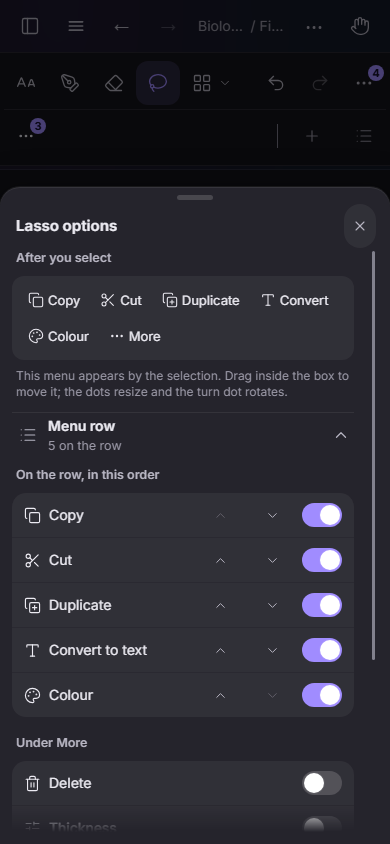 Biolo... / Fi...
AA
4
3
Lasso options
After you select
Copy Cut Duplicate Convert
Colour More
This menu appears by the selection. Drag inside the box to
move it; the dots resize and the turn dot rotates.
Menu row
5 on the row
On the row, in this order
Copy
Cut
Duplicate
Convert to text
Colour
Under More
Delete
Thickness